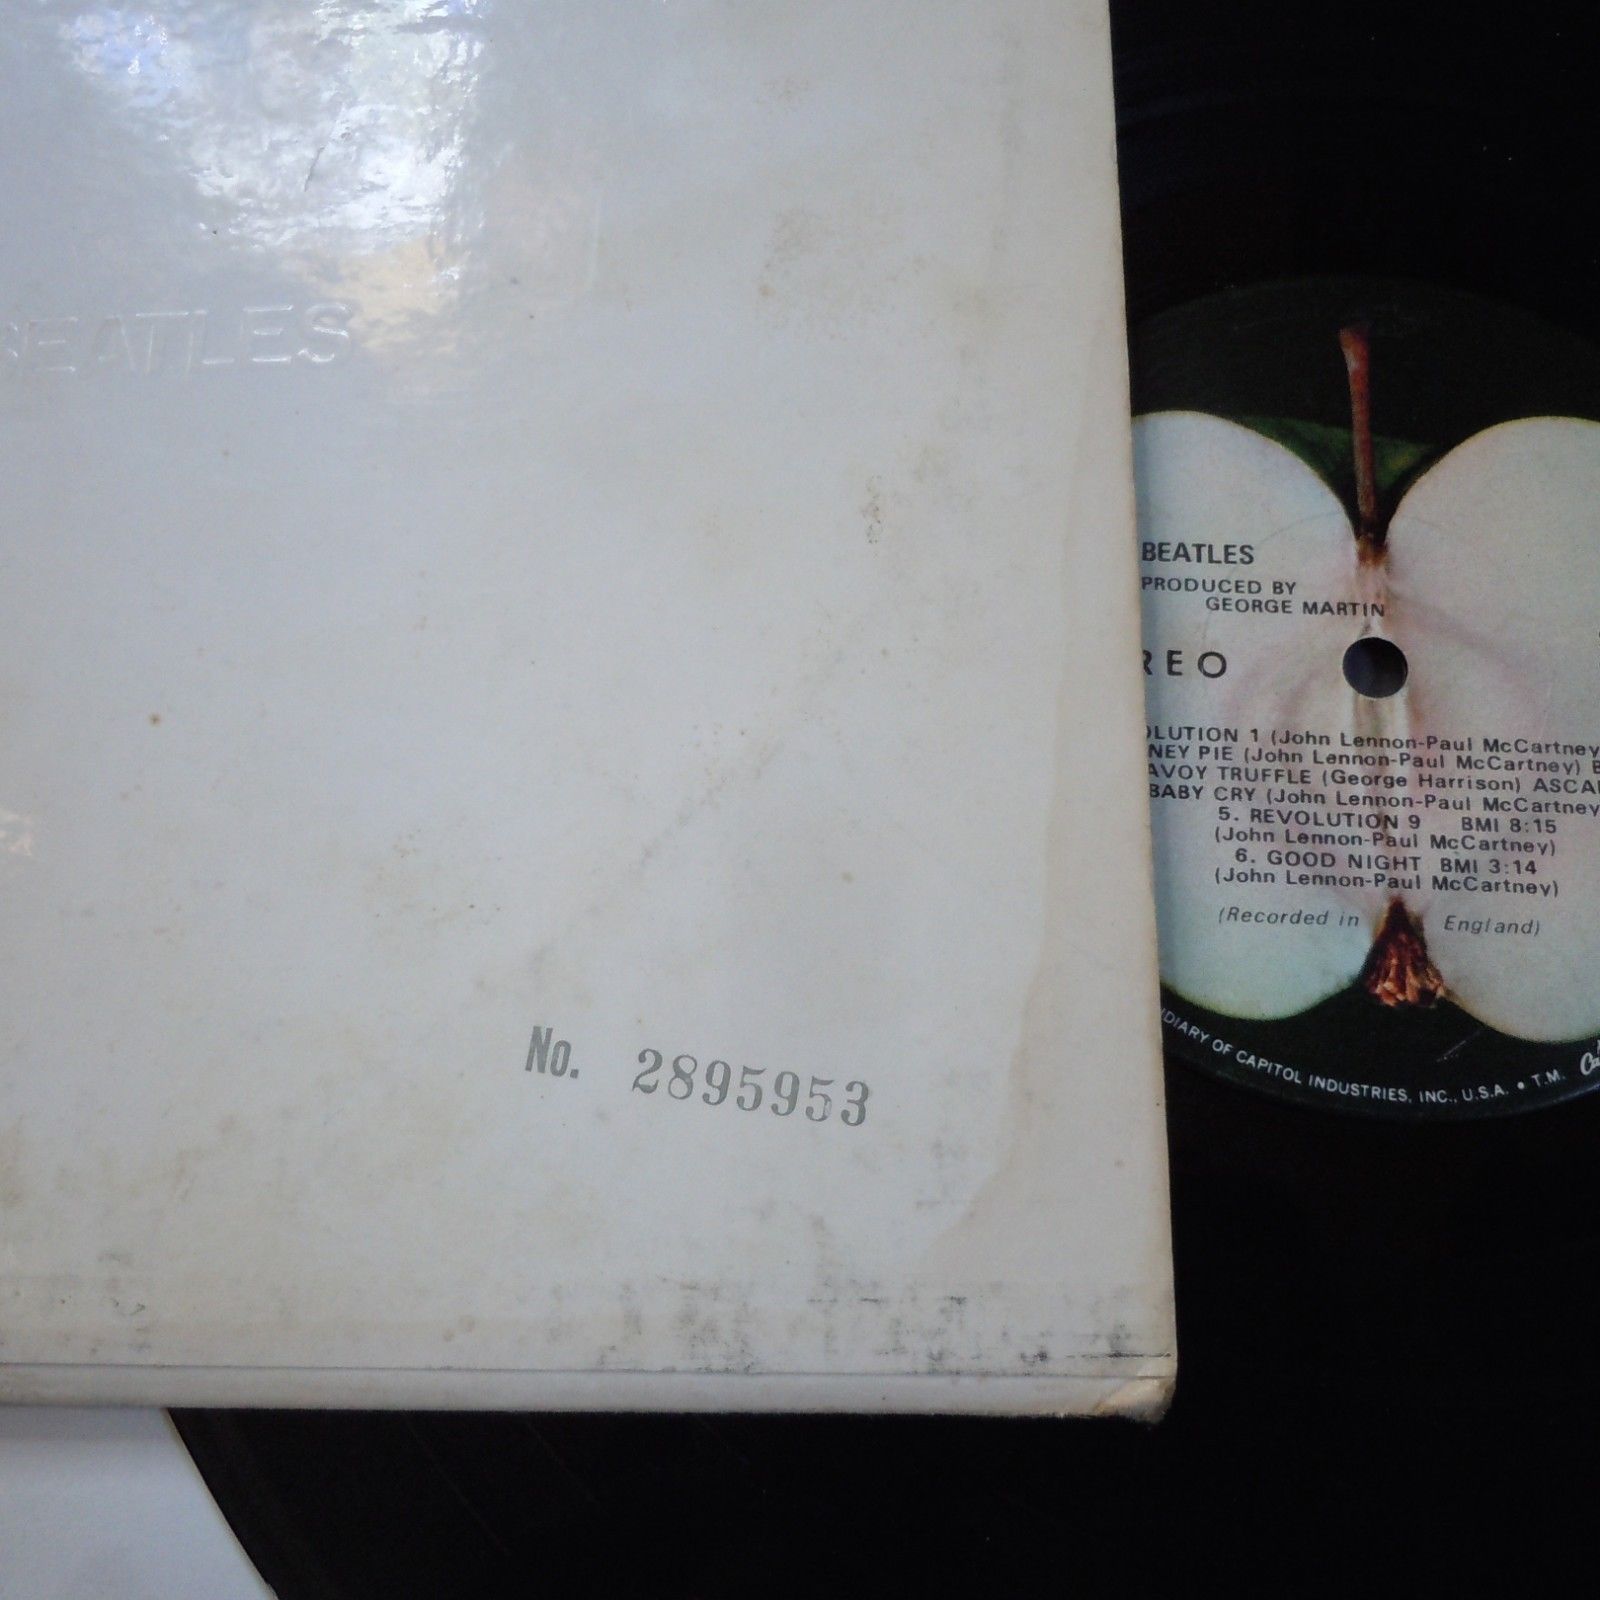 BEATLES
No. 2895953
BEATLES
PRODUCED BY
GEORGE MARTIN
REO
OLUTION 1 (John Lennon-Paul McCartney
NEY PIE (John Lennon-Paul McCartney) B
AVOY TRUFFLE (George Harrison) ASCA
BABY CRY (John Lennon-Paul McCartney
5. REVOLUTION 9 BMI 8:15
(John Lennon-Paul McCartney)
6. GOOD NIGHT BMI 3:14
(John Lennon-Paul McCartney)
(Recorded in England)
DIARY OF CAPITOL INDUSTRIES, INC., U.S.A. • T.M.